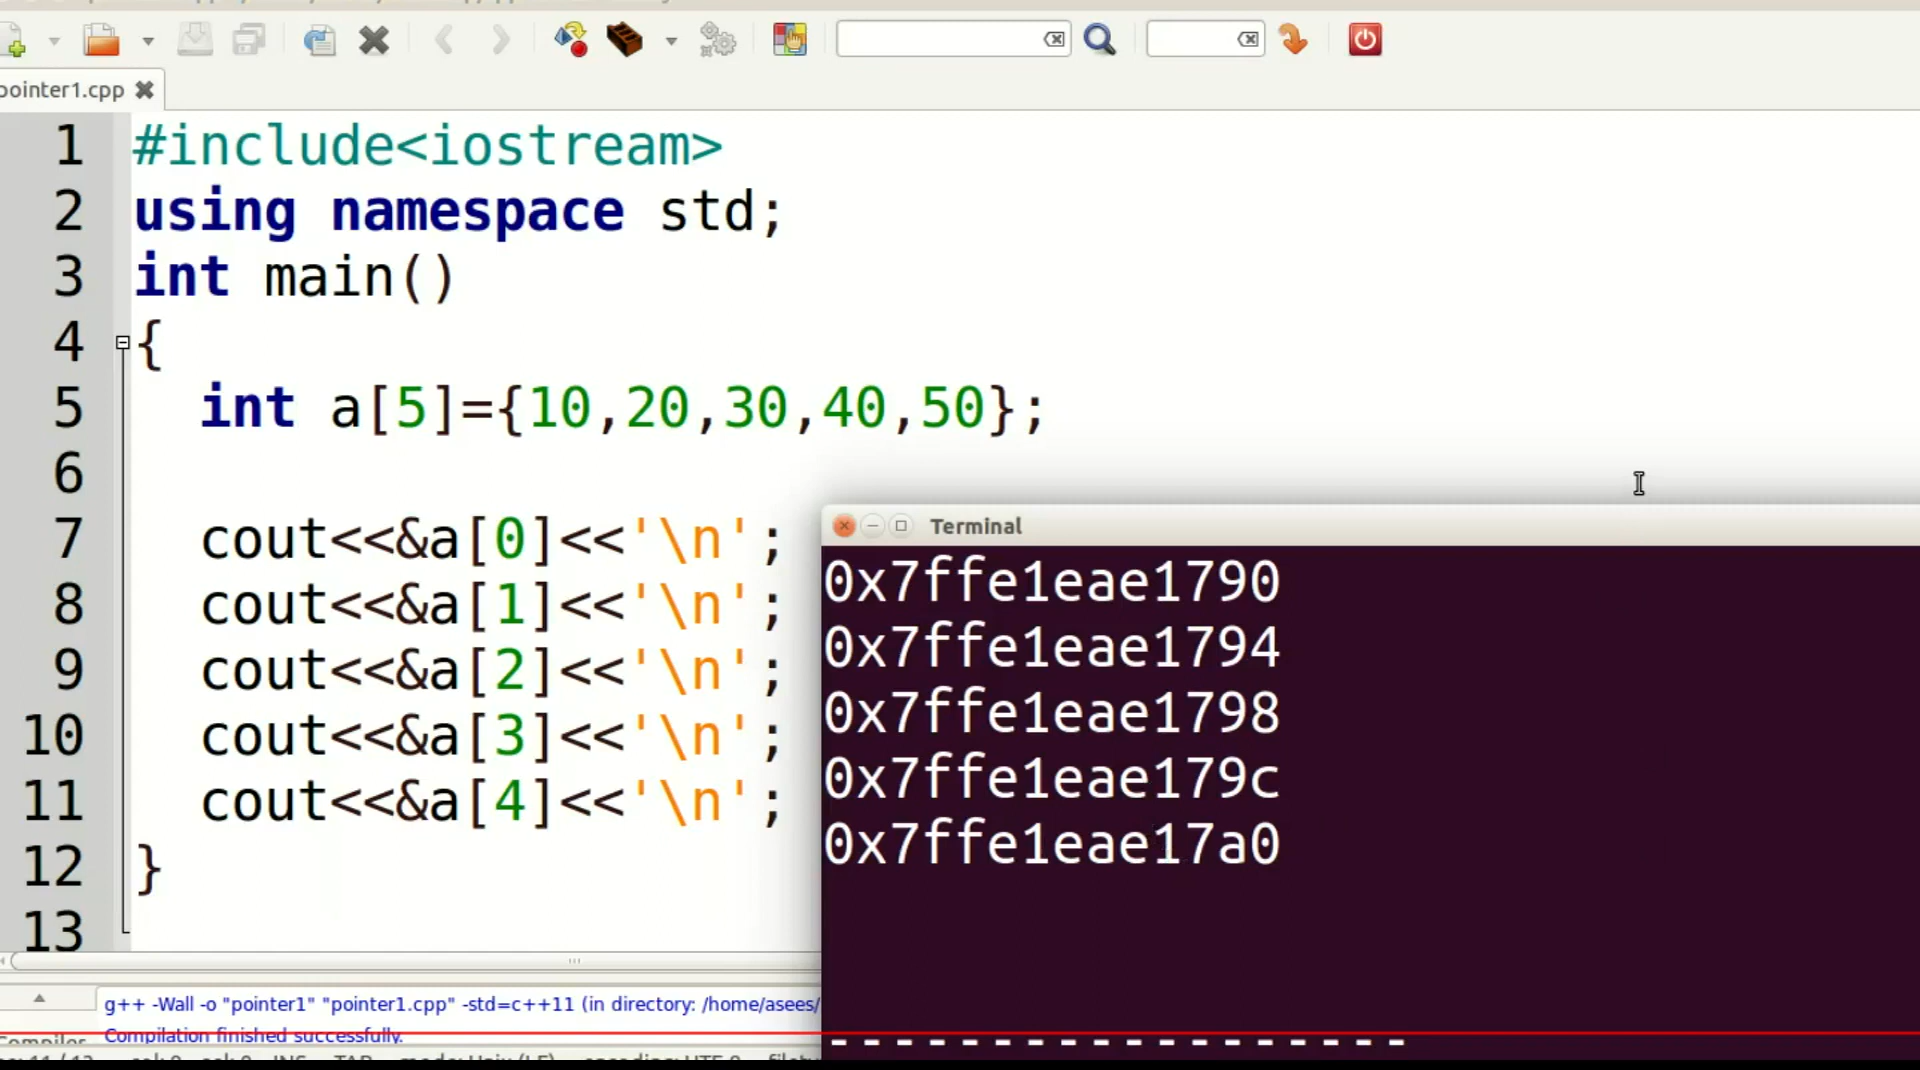 pointer1.cpp
1 #include<iostream>
2 using namespace std;
3 int main()
4 {
5 int a[5]={10,20,30,40,50};
6
7 cout<<&a[0]<<'\n';
8 cout<<&a[1]<<'\n';
9 cout<<&a[2]<<'\n';
10 cout<<&a[3]<<'\n';
11 cout<<&a[4]<<'\n';
12 }
13
Terminal
0x7ffe1eae1790
0x7ffe1eae1794
0x7ffe1eae1798
0x7ffe1eae179c
0x7ffe1eae17a0
------------------
g++ -Wall -o "pointer1" "pointer1.cpp" -std=c++11 (in directory: /home/asees/
Compilation finished successfully.